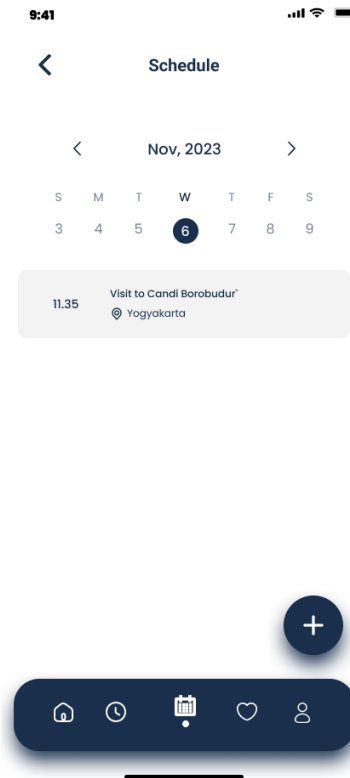 9:41
Schedule
Nov, 2023
S M T W T F S
3 4 5 6 7 8 9
11.35
Visit to Candi Borobudur`
Yogyakarta